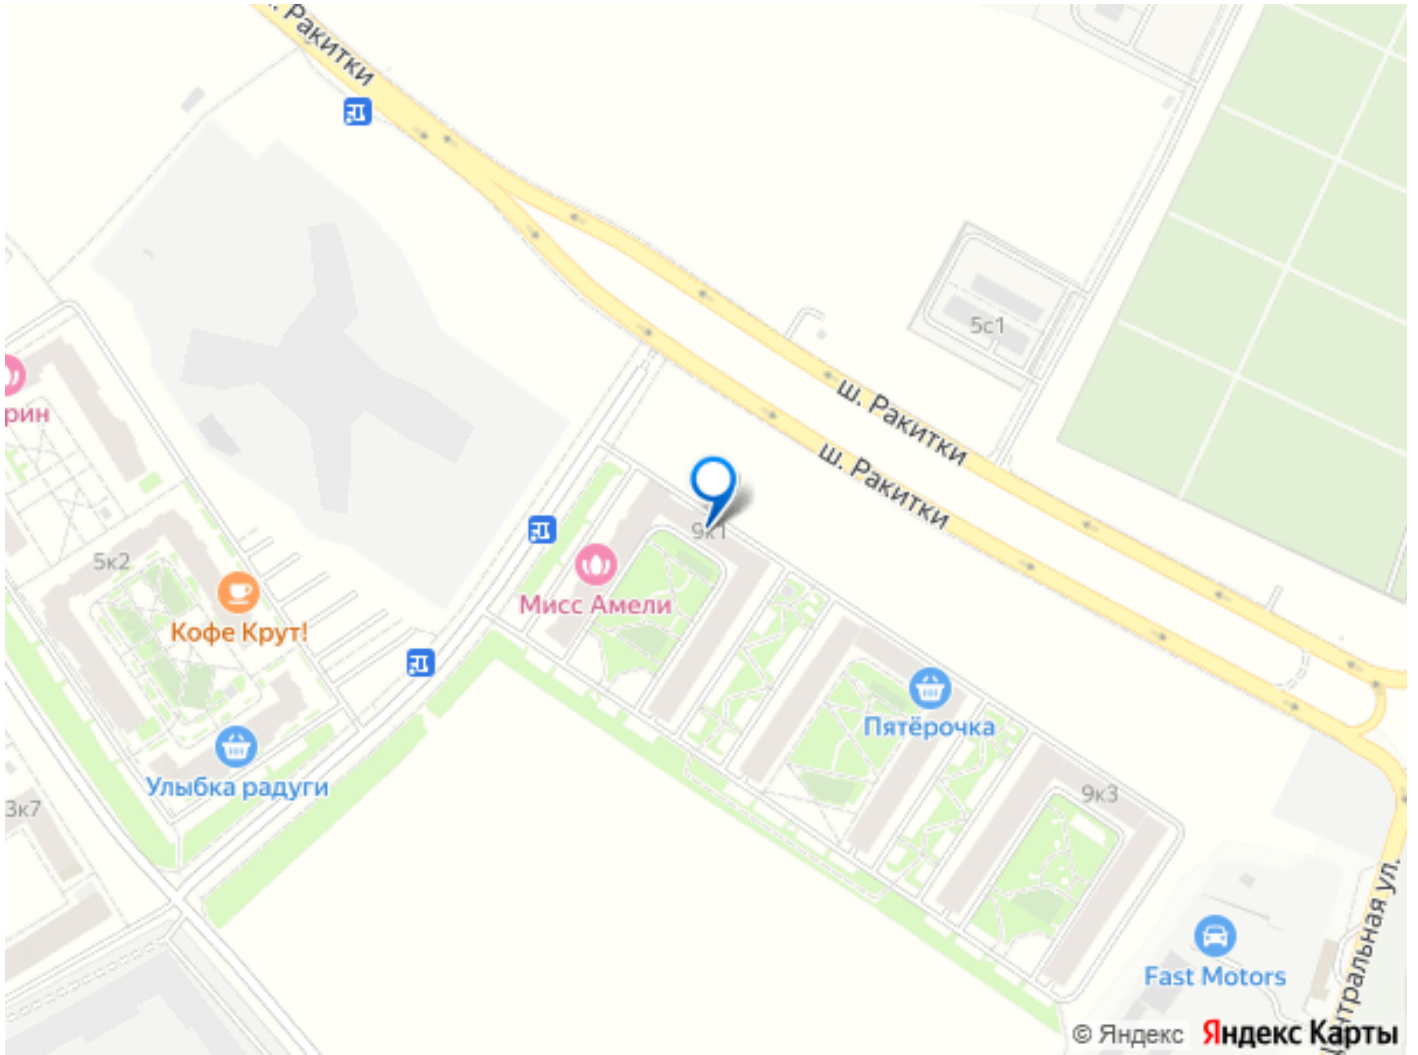 ш. Ракитки
5с1
ш. Ракитки
рин
ш. Ракитки
9к1
5к2
Мисс Амели
Кофе Крут!
Пятёрочка
Улыбка радуги
9к3
3к7
Fast Motors
Центральная ул.
© Яндекс Яндекс Карты